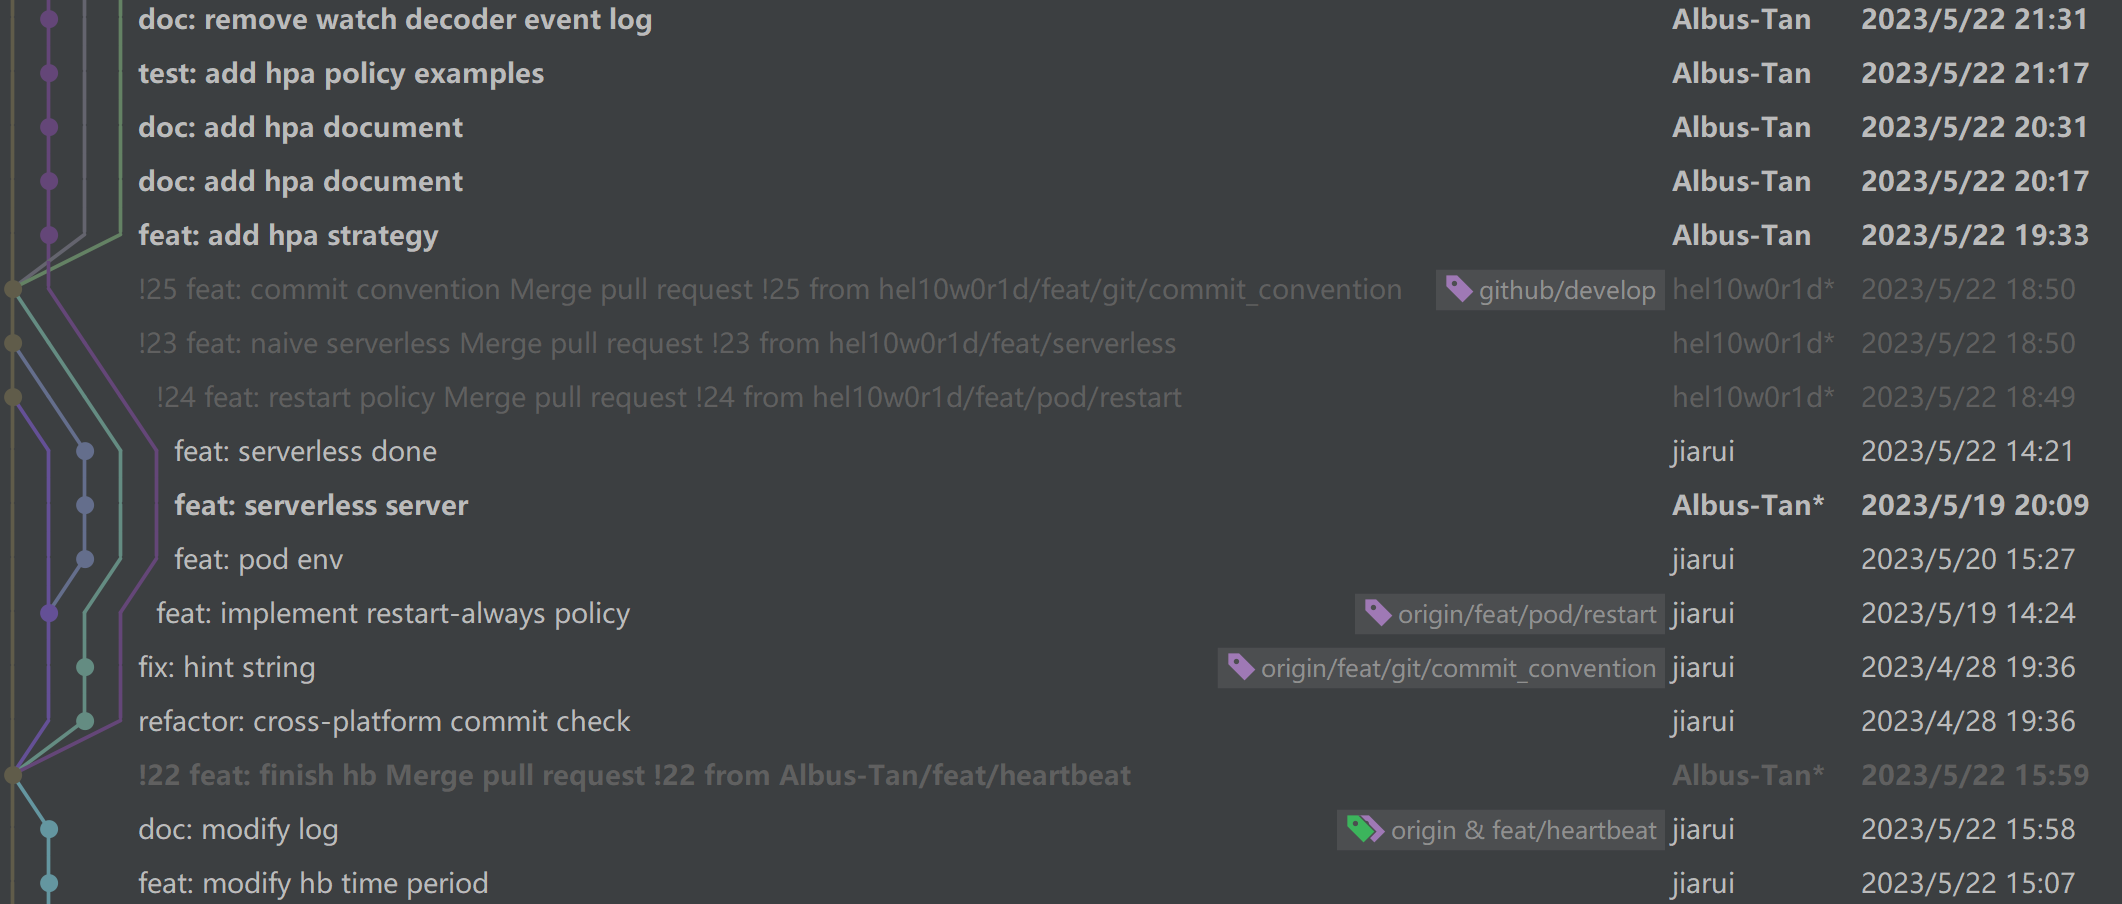 doc: remove watch decoder event log Albus-Tan 2023/5/22 21:31
test: add hpa policy examples Albus-Tan 2023/5/22 21:17
doc: add hpa document Albus-Tan 2023/5/22 20:31
doc: add hpa document Albus-Tan 2023/5/22 20:17
feat: add hpa strategy Albus-Tan 2023/5/22 19:33
!25 feat: commit convention Merge pull request !25 from hel10w0r1d/feat/git/commit_convention github/develop hel10w0r1d* 2023/5/22 18:50
!23 feat: naive serverless Merge pull request !23 from hel10w0r1d/feat/serverless hel10w0r1d* 2023/5/22 18:50
!24 feat: restart policy Merge pull request !24 from hel10w0r1d/feat/pod/restart hel10w0r1d* 2023/5/22 18:49
feat: serverless done jiarui 2023/5/22 14:21
feat: serverless server Albus-Tan* 2023/5/19 20:09
feat: pod env jiarui 2023/5/20 15:27
feat: implement restart-always policy origin/feat/pod/restart jiarui 2023/5/19 14:24
fix: hint string origin/feat/git/commit_convention jiarui 2023/4/28 19:36
refactor: cross-platform commit check jiarui 2023/4/28 19:36
!22 feat: finish hb Merge pull request !22 from Albus-Tan/feat/heartbeat Albus-Tan* 2023/5/22 15:59
doc: modify log origin & feat/heartbeat jiarui 2023/5/22 15:58
feat: modify hb time period jiarui 2023/5/22 15:07